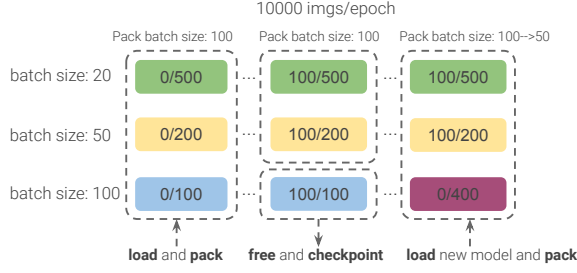 10000 imgs/epoch
Pack batch size: 100 Pack batch size: 100 Pack batch size: 100-->50
batch size: 20 0/500 ... 100/500 ... 100/500
batch size: 50 0/200 ... 100/200 ... 100/200
batch size: 100 0/100 ... 100/100 ... 0/400
load and pack free and checkpoint load new model and pack